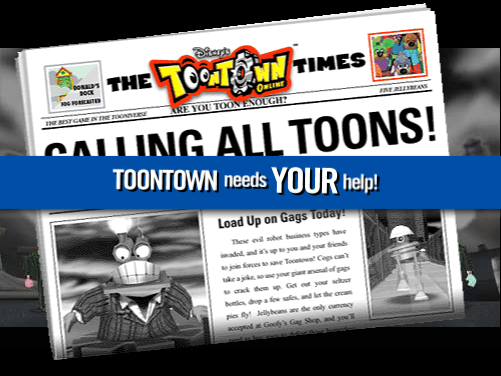 DONALD'S
DOCK
FOG FORECASTED
THE
Disney's
TOONTOWN
ONLINE
TIMES
ARE YOU TOON ENOUGH?
THE BEST GAME IN THE TOONIVERSE
FIVE JELLYBEANS
CALLING ALL TOONS!
TOONTOWN needs YOUR help!
Load Up on Gags Today!
These evil robot business types have
invaded, and it's up to you and your friends
to join forces to save Toontown! Cogs can't
take a joke, so use your giant arsenal of gags
to crack them up. Get out your seltzer
bottles, drop a few safes, and let the cream
pies fly! Jellybeans are the only currency
accepted at Goofy's Gag Shop, and you'll